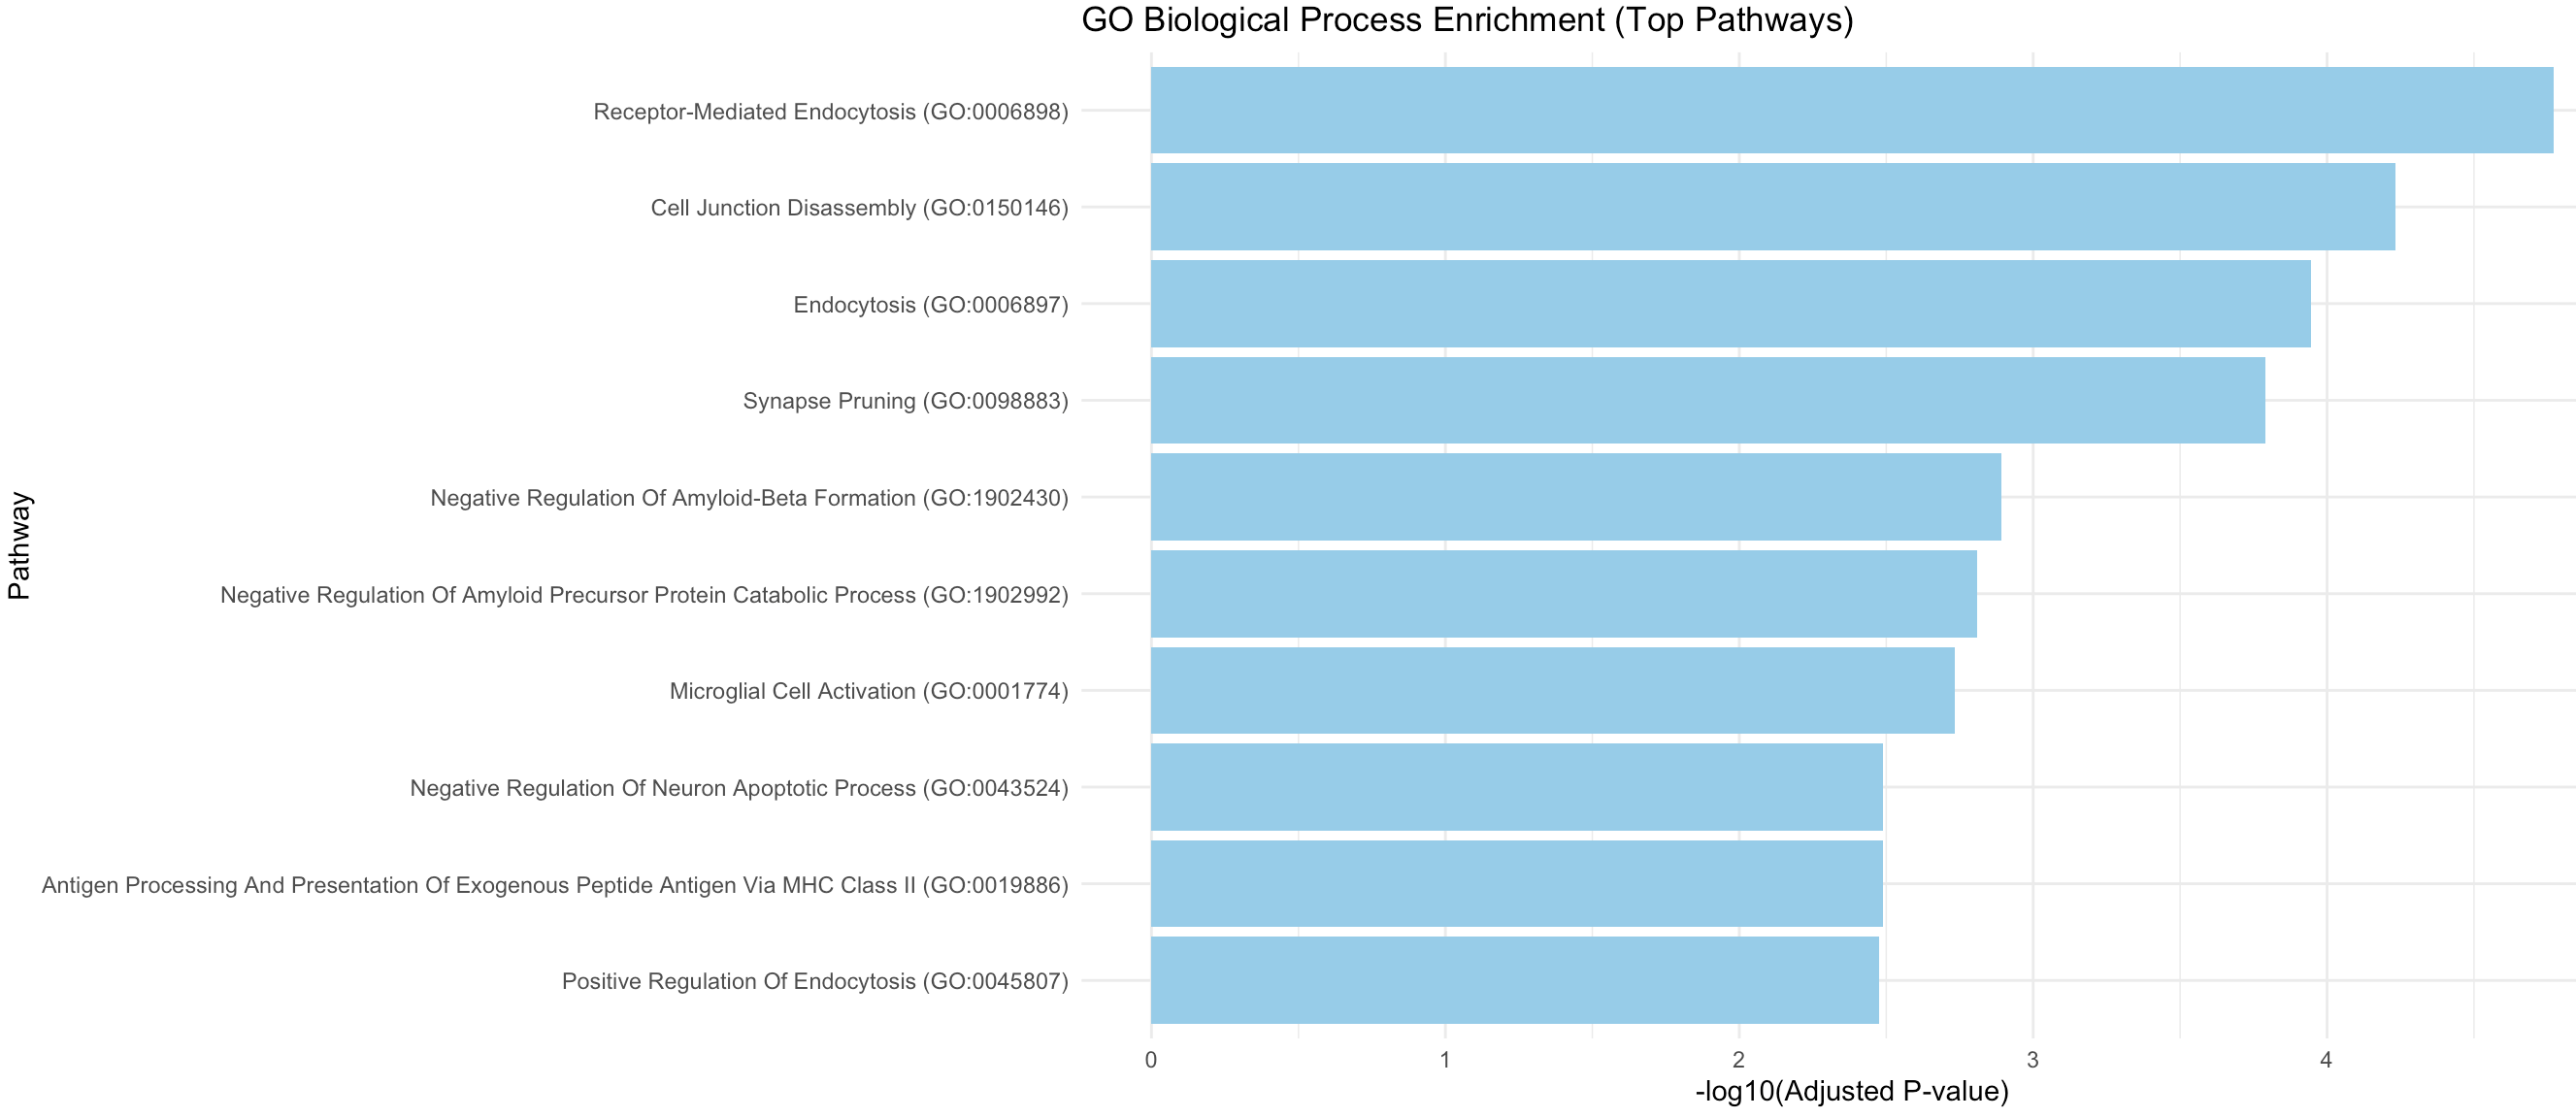 GO Biological Process Enrichment (Top Pathways)
Pathway
Receptor-Mediated Endocytosis (GO:0006898)
Cell Junction Disassembly (GO:0150146)
Endocytosis (GO:0006897)
Synapse Pruning (GO:0098883)
Negative Regulation Of Amyloid-Beta Formation (GO:1902430)
Negative Regulation Of Amyloid Precursor Protein Catabolic Process (GO:1902992)
Microglial Cell Activation (GO:0001774)
Negative Regulation Of Neuron Apoptotic Process (GO:0043524)
Antigen Processing And Presentation Of Exogenous Peptide Antigen Via MHC Class II (GO:0019886)
Positive Regulation Of Endocytosis (GO:0045807)
0 1 2 3 4
-log10(Adjusted P-value)